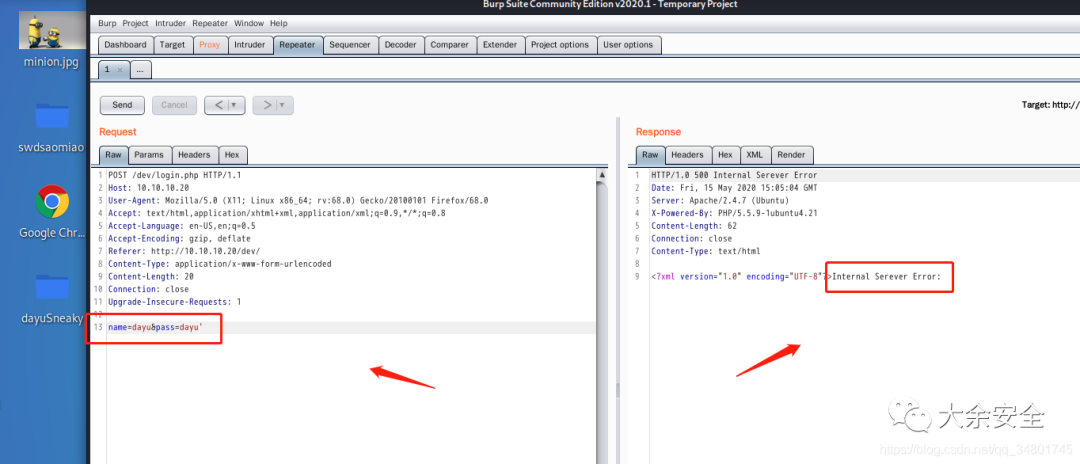 Burp Suite Community Edition v2020.1 - Temporary Project
Burp Project Intruder Repeater Window Help
Dashboard Target Proxy Intruder Repeater Sequencer Decoder Comparer Extender Project options User options
1 × ...
Send Cancel < > Target: http://
Request
Raw Params Headers Hex
1 POST /dev/login.php HTTP/1.1
2 Host: 10.10.10.20
3 User-Agent: Mozilla/5.0 (X11; Linux x86_64; rv:68.0) Gecko/20100101 Firefox/68.0
4 Accept: text/html,application/xhtml+xml,application/xml;q=0.9,*/*;q=0.8
5 Accept-Language: en-US,en;q=0.5
6 Accept-Encoding: gzip, deflate
7 Referer: http://10.10.10.20/dev/
8 Content-Type: application/x-www-form-urlencoded
9 Content-Length: 20
10 Connection: close
11 Upgrade-Insecure-Requests: 1
12
13 name=dayu&pass=dayu'
Response
Raw Headers Hex XML Render
1 HTTP/1.0 500 Internal Serever Error
2 Date: Fri, 15 May 2020 15:05:04 GMT
3 Server: Apache/2.4.7 (Ubuntu)
4 X-Powered-By: PHP/5.5.9-1ubuntu4.21
5 Content-Length: 62
6 Connection: close
7 Content-Type: text/html
8
9 <?xml version="1.0" encoding="UTF-8"?>Internal Serever Error:
minion.jpg
swdsaomiao
Google Chr...
dayuSneaky
大余安全
https://blog.csdn.net/qq_34801745